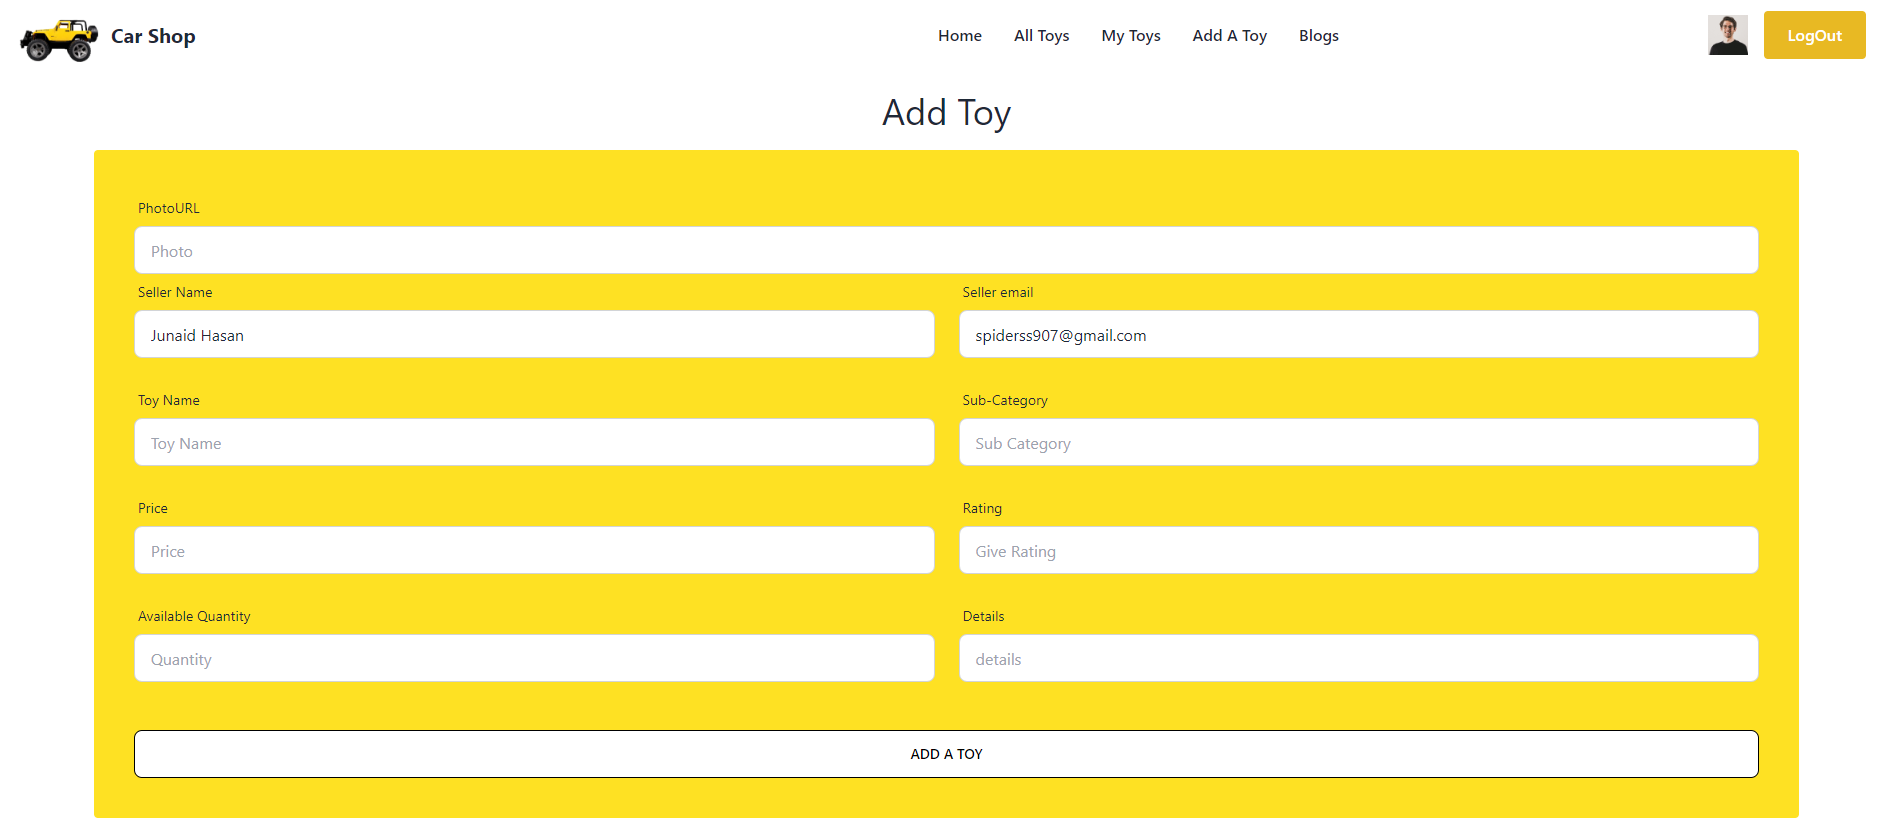 Car Shop
Home All Toys My Toys Add A Toy Blogs
LogOut
Add Toy
PhotoURL
Photo
Seller Name
Seller email
Junaid Hasan
spiderss907@gmail.com
Toy Name
Sub-Category
Toy Name
Sub Category
Price
Rating
Price
Give Rating
Available Quantity
Details
Quantity
details
ADD A TOY